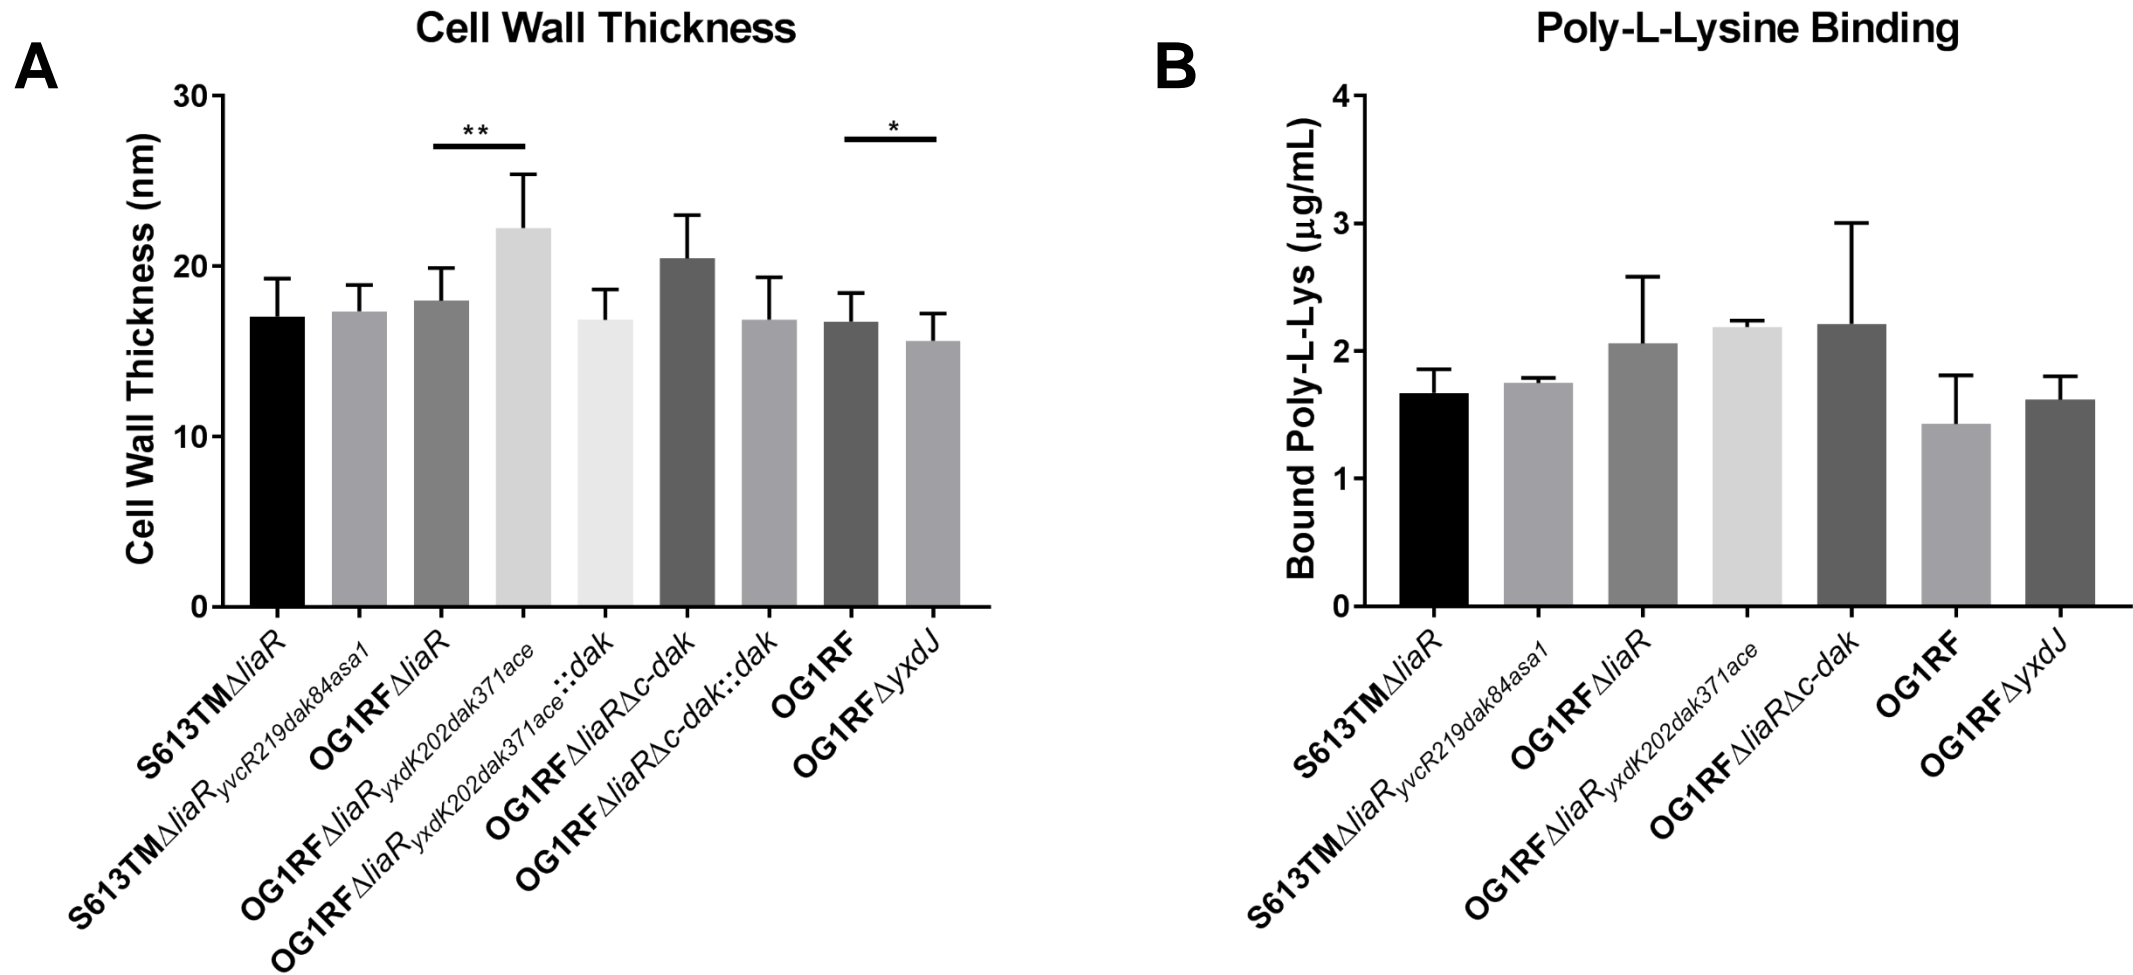 A
Cell Wall Thickness
Cell Wall Thickness (nm)
30
20
10
0
**
*
S613TMΔliaR
S613TMΔliaRyvcR219dak84asa1
OG1RFΔliaR
OG1RFΔliaRyxdK202dak371ace
OG1RFΔliaRyxdK202dak371ace::dak
OG1RFΔliaRΔc-dak
OG1RFΔliaRΔc-dak::dak
OG1RF
OG1RFΔyxdJ
B
Poly-L-Lysine Binding
Bound Poly-L-Lys (μg/mL)
4
3
2
1
0
S613TMΔliaR
S613TMΔliaRyvcR219dak84asa1
OG1RFΔliaR
OG1RFΔliaRyxdK202dak371ace
OG1RFΔliaRΔc-dak
OG1RF
OG1RFΔyxdJ